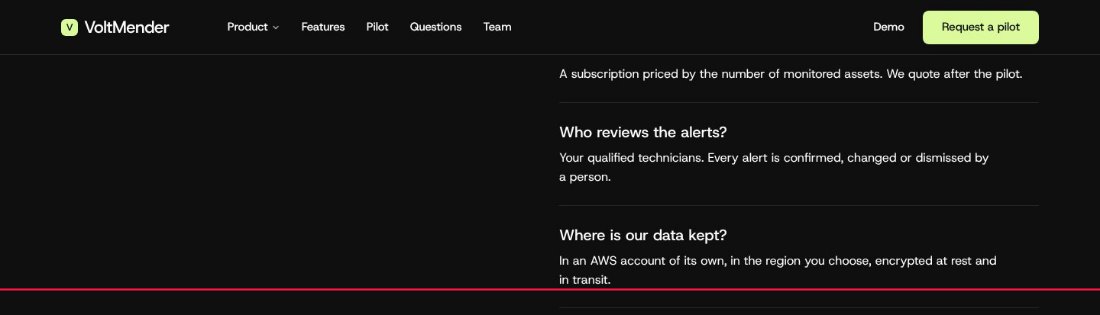 V VoltMender Product Features Pilot Questions Team Demo Request a pilot
A subscription priced by the number of monitored assets. We quote after the pilot.
Who reviews the alerts?
Your qualified technicians. Every alert is confirmed, changed or dismissed by
a person.
Where is our data kept?
In an AWS account of its own, in the region you choose, encrypted at rest and
in transit.